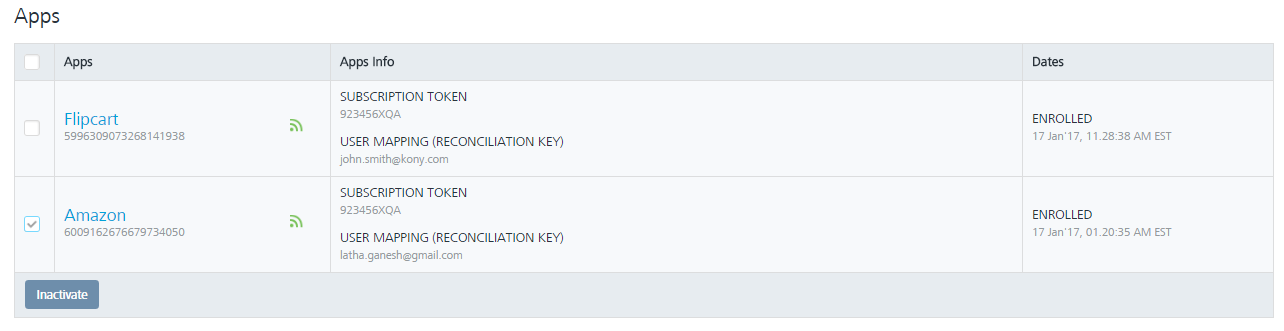 Apps
Apps Apps Info Dates
Flipcart
5996309073268141938
SUBSCRIPTION TOKEN
923456XQA
USER MAPPING (RECONCILIATION KEY)
john.smith@kony.com
ENROLLED
17 Jan'17, 11.28:38 AM EST
Amazon
6009162676679734050
SUBSCRIPTION TOKEN
923456XQA
USER MAPPING (RECONCILIATION KEY)
latha.ganesh@gmail.com
ENROLLED
17 Jan'17, 01.20:35 AM EST
Inactivate